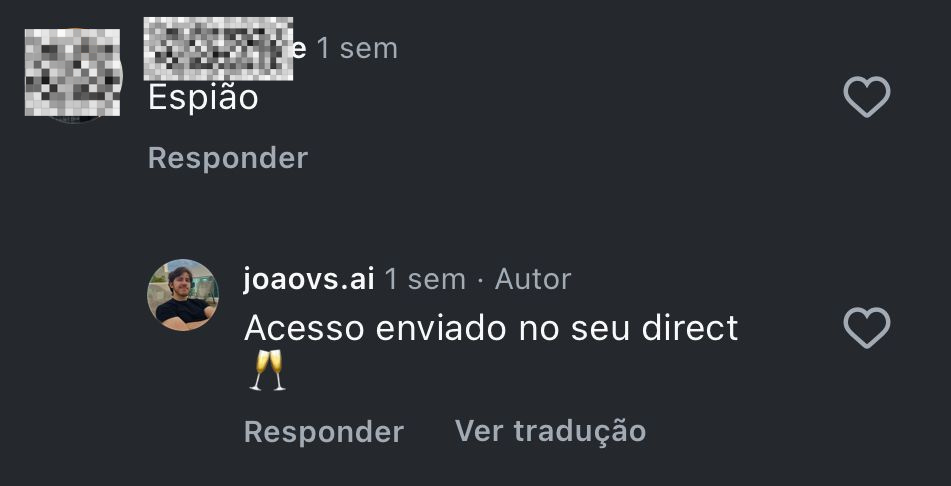 1 sem
Espião
Responder
joaovs.ai 1 sem · Autor
Acesso enviado no seu direct
🥂
Responder Ver tradução